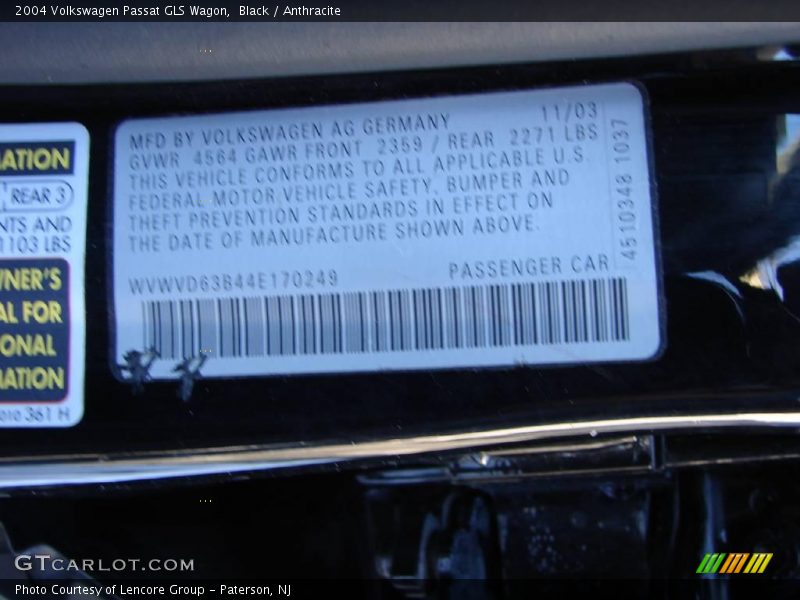 2004 Volkswagen Passat GLS Wagon,  Black / Anthracite
11/03
MFD BY VOLKSWAGEN AG GERMANY
GVWR 4564 GAWR FRONT 2359 / REAR 2271 LBS
THIS VEHICLE CONFORMS TO ALL APPLICABLE U.S.
FEDERAL MOTOR VEHICLE SAFETY, BUMPER AND
THEFT PREVENTION STANDARDS IN EFFECT ON
THE DATE OF MANUFACTURE SHOWN ABOVE.
WVWVD63B44E170249 PASSENGER CAR
4510348 1037
MATION
REAR 3
NTS AND
1103 LBS
WNER'S
AL FOR
ONAL
MATION
010 361 H
GTCARLOT.COM
Photo Courtesy of Lencore Group - Paterson, NJ